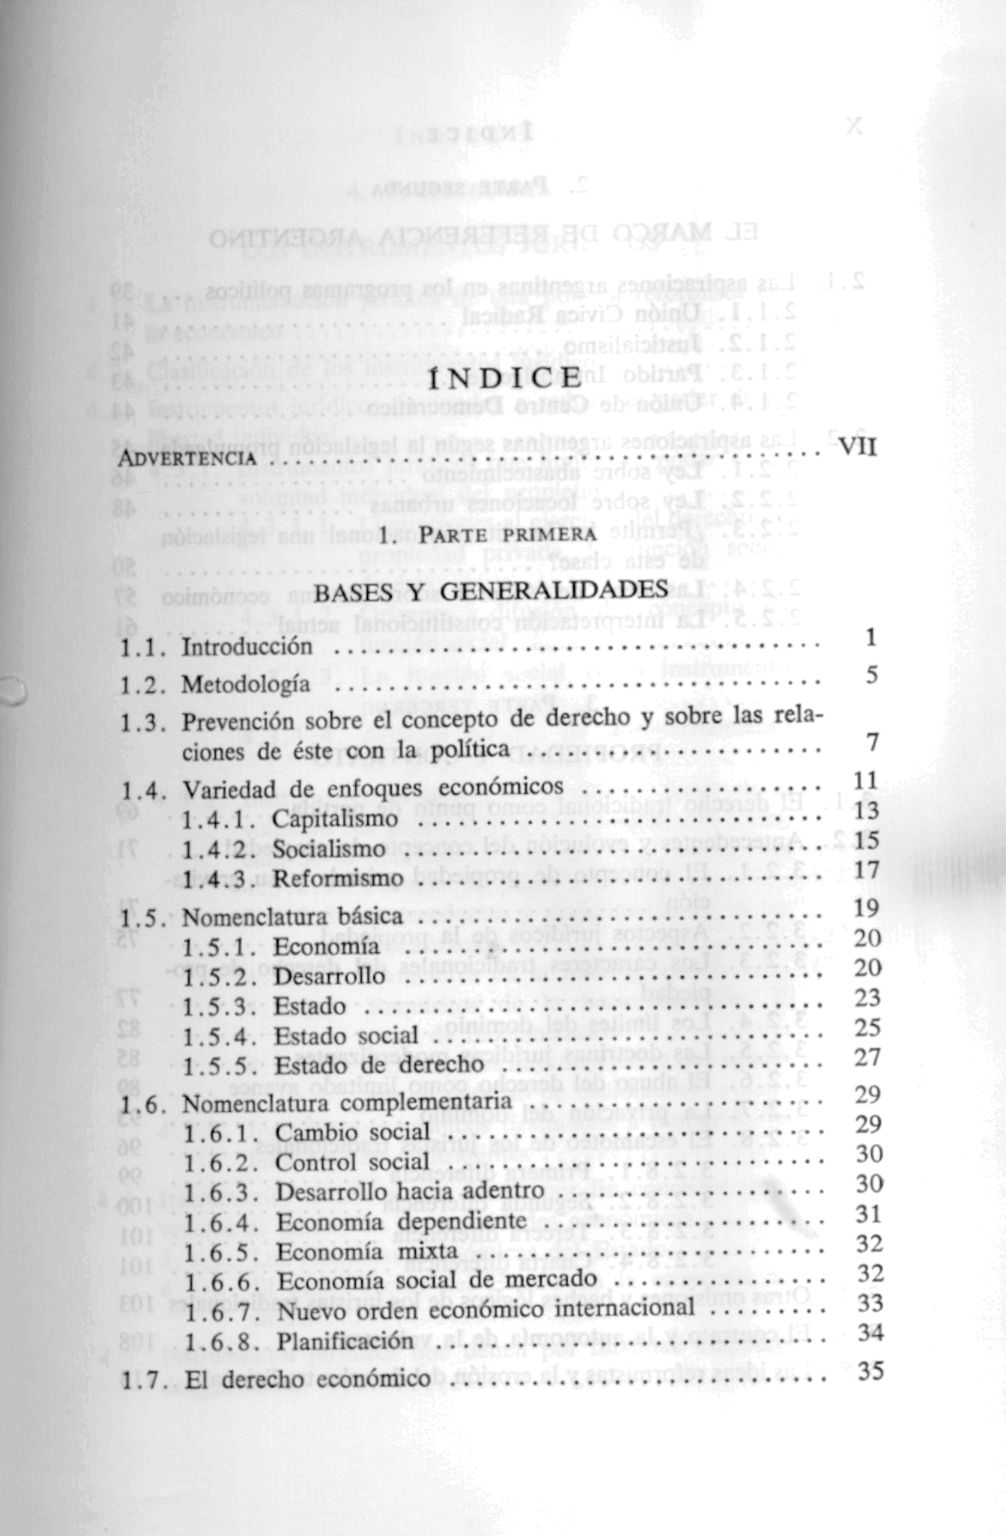 ÍNDICE
ADVERTENCIA ........................................ VII
1. PARTE PRIMERA
BASES Y GENERALIDADES
1.1. Introducción .................................... 1
1.2. Metodología .................................... 5
1.3. Prevención sobre el concepto de derecho y sobre las rela-
ciones de éste con la política ...................... 7
1.4. Variedad de enfoques económicos .................. 11
1.4.1. Capitalismo .............................. 13
1.4.2. Socialismo ............................... 15
1.4.3. Reformismo .............................. 17
1.5. Nomenclatura básica .............................. 19
1.5.1. Economía ................................ 20
1.5.2. Desarrollo ............................... 20
1.5.3. Estado .................................. 23
1.5.4. Estado social ............................. 25
1.5.5. Estado de derecho ........................ 27
1.6. Nomenclatura complementaria ...................... 29
1.6.1. Cambio social ............................ 29
1.6.2. Control social ............................ 30
1.6.3. Desarrollo hacia adentro .................... 30
1.6.4. Economía dependiente ..................... 31
1.6.5. Economía mixta .......................... 32
1.6.6. Economía social de mercado ................ 32
1.6.7. Nuevo orden económico internacional ......... 33
1.6.8. Planificación ............................. 34
1.7. El derecho económico ............................ 35